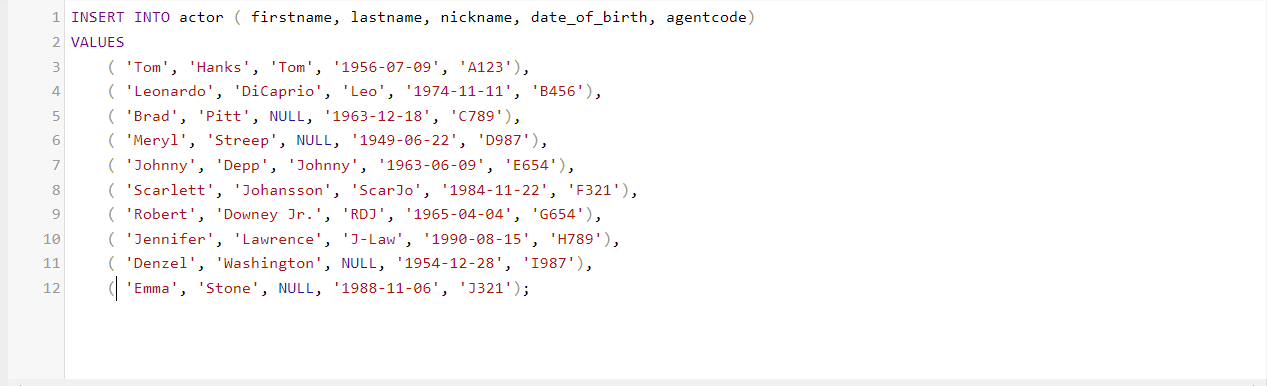 1 INSERT INTO actor ( firstname, lastname, nickname, date_of_birth, agentcode)
2 VALUES
3 ( 'Tom', 'Hanks', 'Tom', '1956-07-09', 'A123'),
4 ( 'Leonardo', 'DiCaprio', 'Leo', '1974-11-11', 'B456'),
5 ( 'Brad', 'Pitt', NULL, '1963-12-18', 'C789'),
6 ( 'Meryl', 'Streep', NULL, '1949-06-22', 'D987'),
7 ( 'Johnny', 'Depp', 'Johnny', '1963-06-09', 'E654'),
8 ( 'Scarlett', 'Johansson', 'ScarJo', '1984-11-22', 'F321'),
9 ( 'Robert', 'Downey Jr.', 'RDJ', '1965-04-04', 'G654'),
10 ( 'Jennifer', 'Lawrence', 'J-Law', '1990-08-15', 'H789'),
11 ( 'Denzel', 'Washington', NULL, '1954-12-28', 'I987'),
12 ( 'Emma', 'Stone', NULL, '1988-11-06', 'J321');